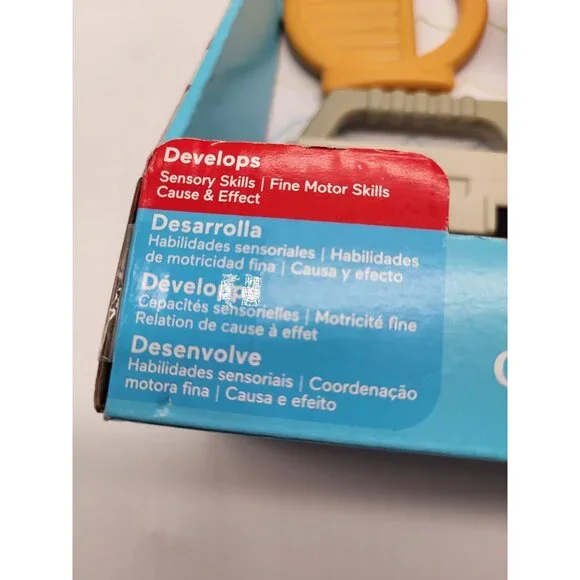 Develops
Sensory Skills | Fine Motor Skills
Cause & Effect
Desarrolla
Habilidades sensoriales | Habilidades
de motricidad fina | Causa y efecto
Capacités sensorielles | Motricité fine
Relation de cause à effet
Desenvolve
Habilidades sensoriais | Coordenação
motora fina | Causa e efeito